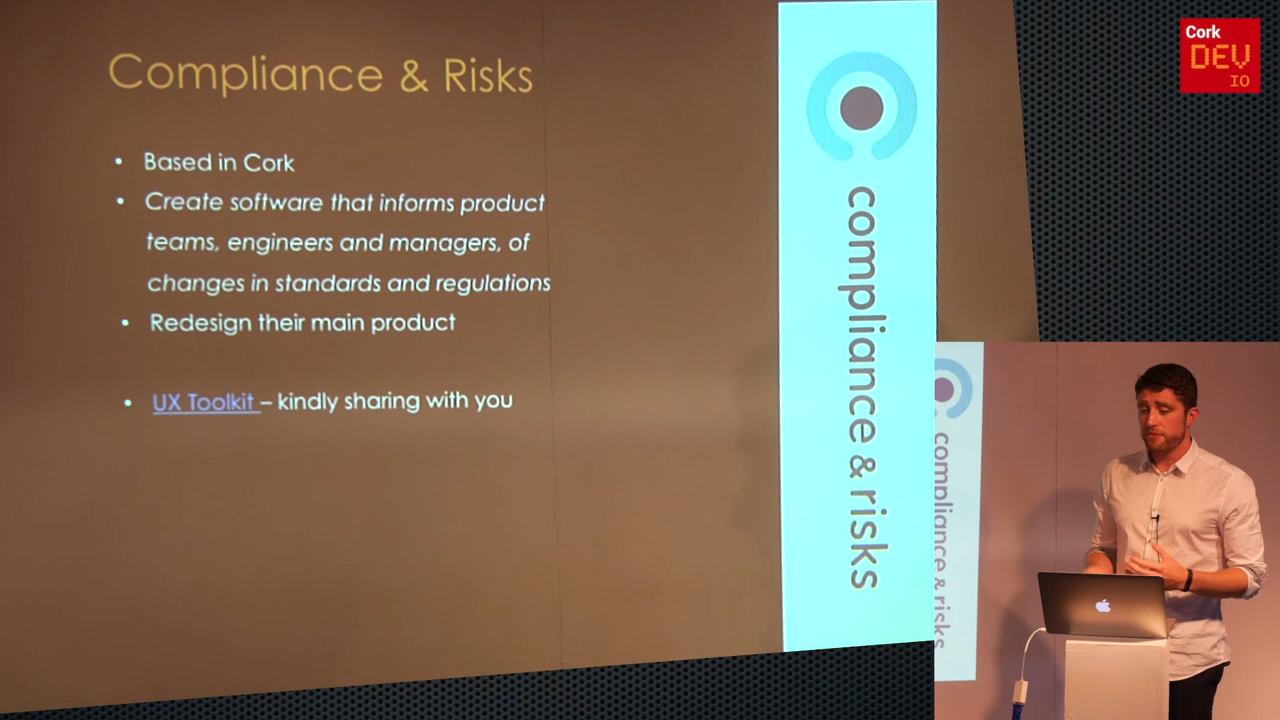 Compliance & Risks
• Based in Cork
• Create software that informs product
teams, engineers and managers, of
changes in standards and regulations
• Redesign their main product
• UX Toolkit – kindly sharing with you
compliance & risks
Cork
DEV
IO
compliance & risks